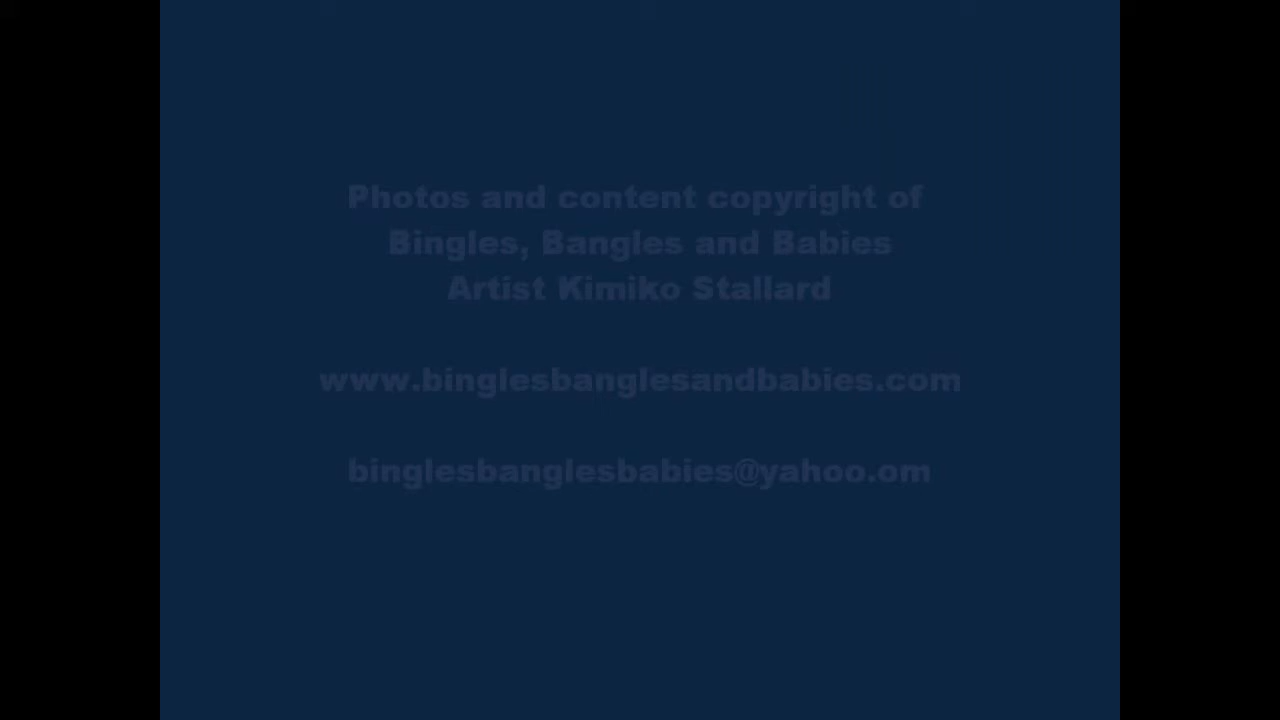 Photos and content copyright of
Bingles, Bangles and Babies
Artist Kimiko Stallard
www.binglesbanglesandbabies.com
binglesbanglesbabies@yahoo.om